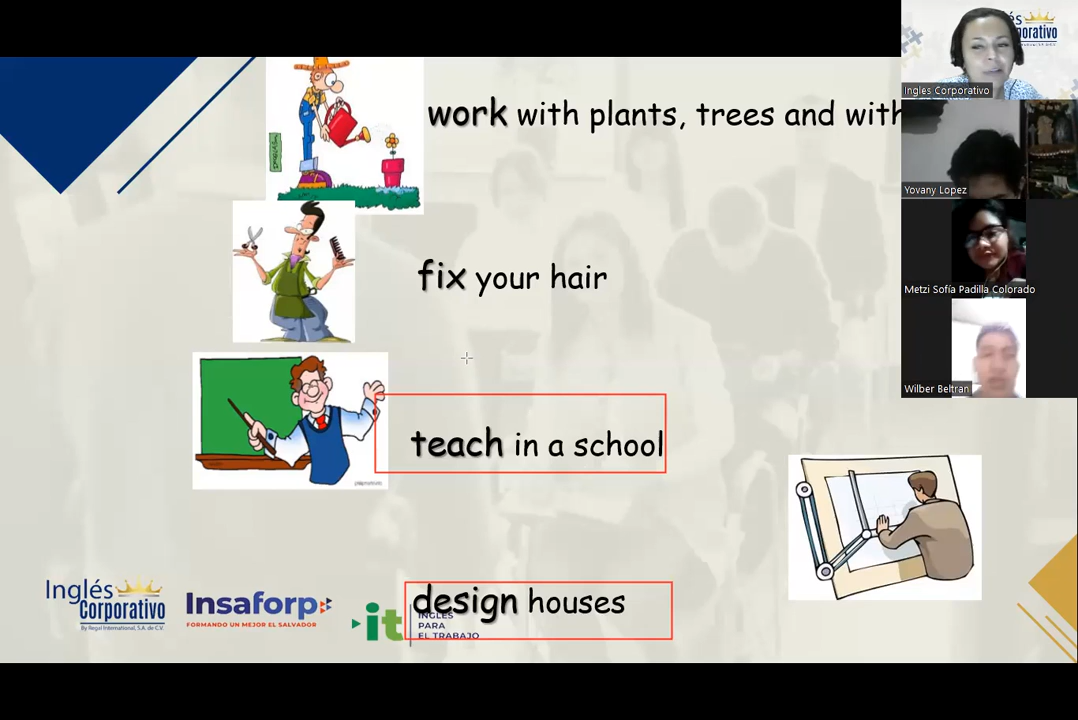 work with plants, trees and with
fix your hair
teach in a school
design houses
Inglés
Corporativo
By Regal International, S.A. de C.V.
Insaforp
FORMANDO UN MEJOR EL SALVADOR
it
INGLÉS
PARA
EL TRABAJO
és
porativo
Ingles Corporativo
Yovany Lopez
Metzi Sofía Padilla Colorado
Wilber Beltran